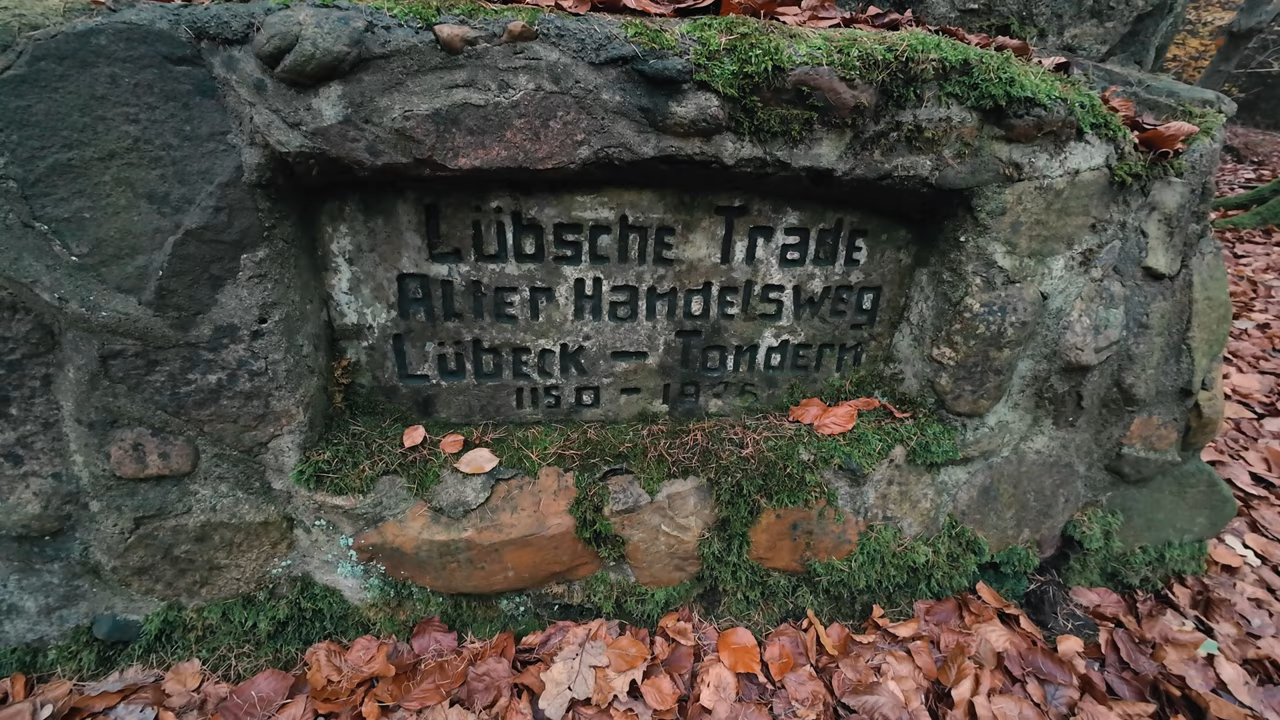 Lübsche Trade
Alter Handelsweg
Lübeck – Tondern
1150 –